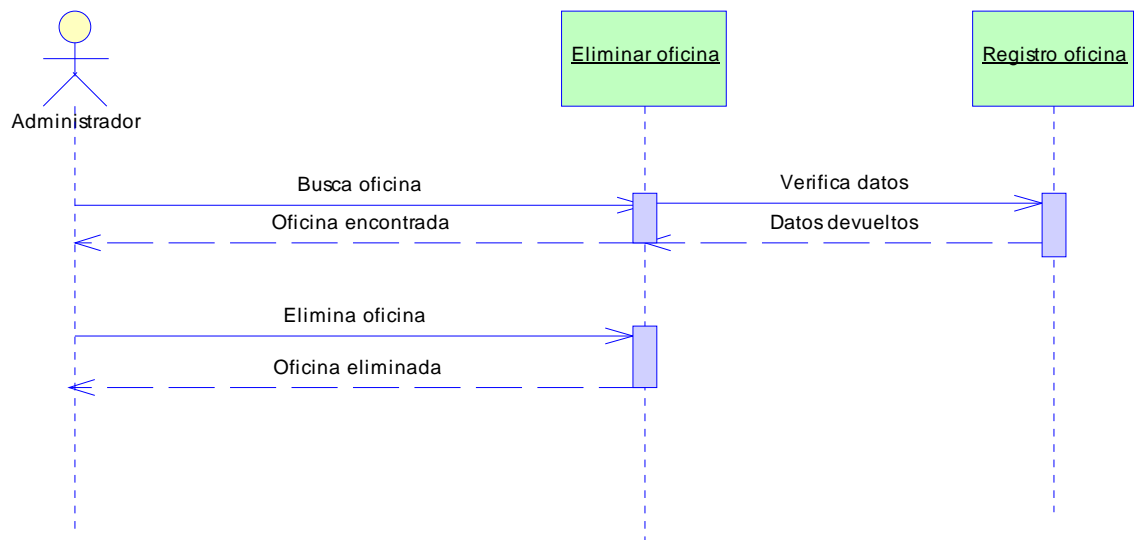 Eliminar oficina
Registro oficina
Administrador
Busca oficina
Verifica datos
Oficina encontrada
Datos devueltos
Elimina oficina
Oficina eliminada